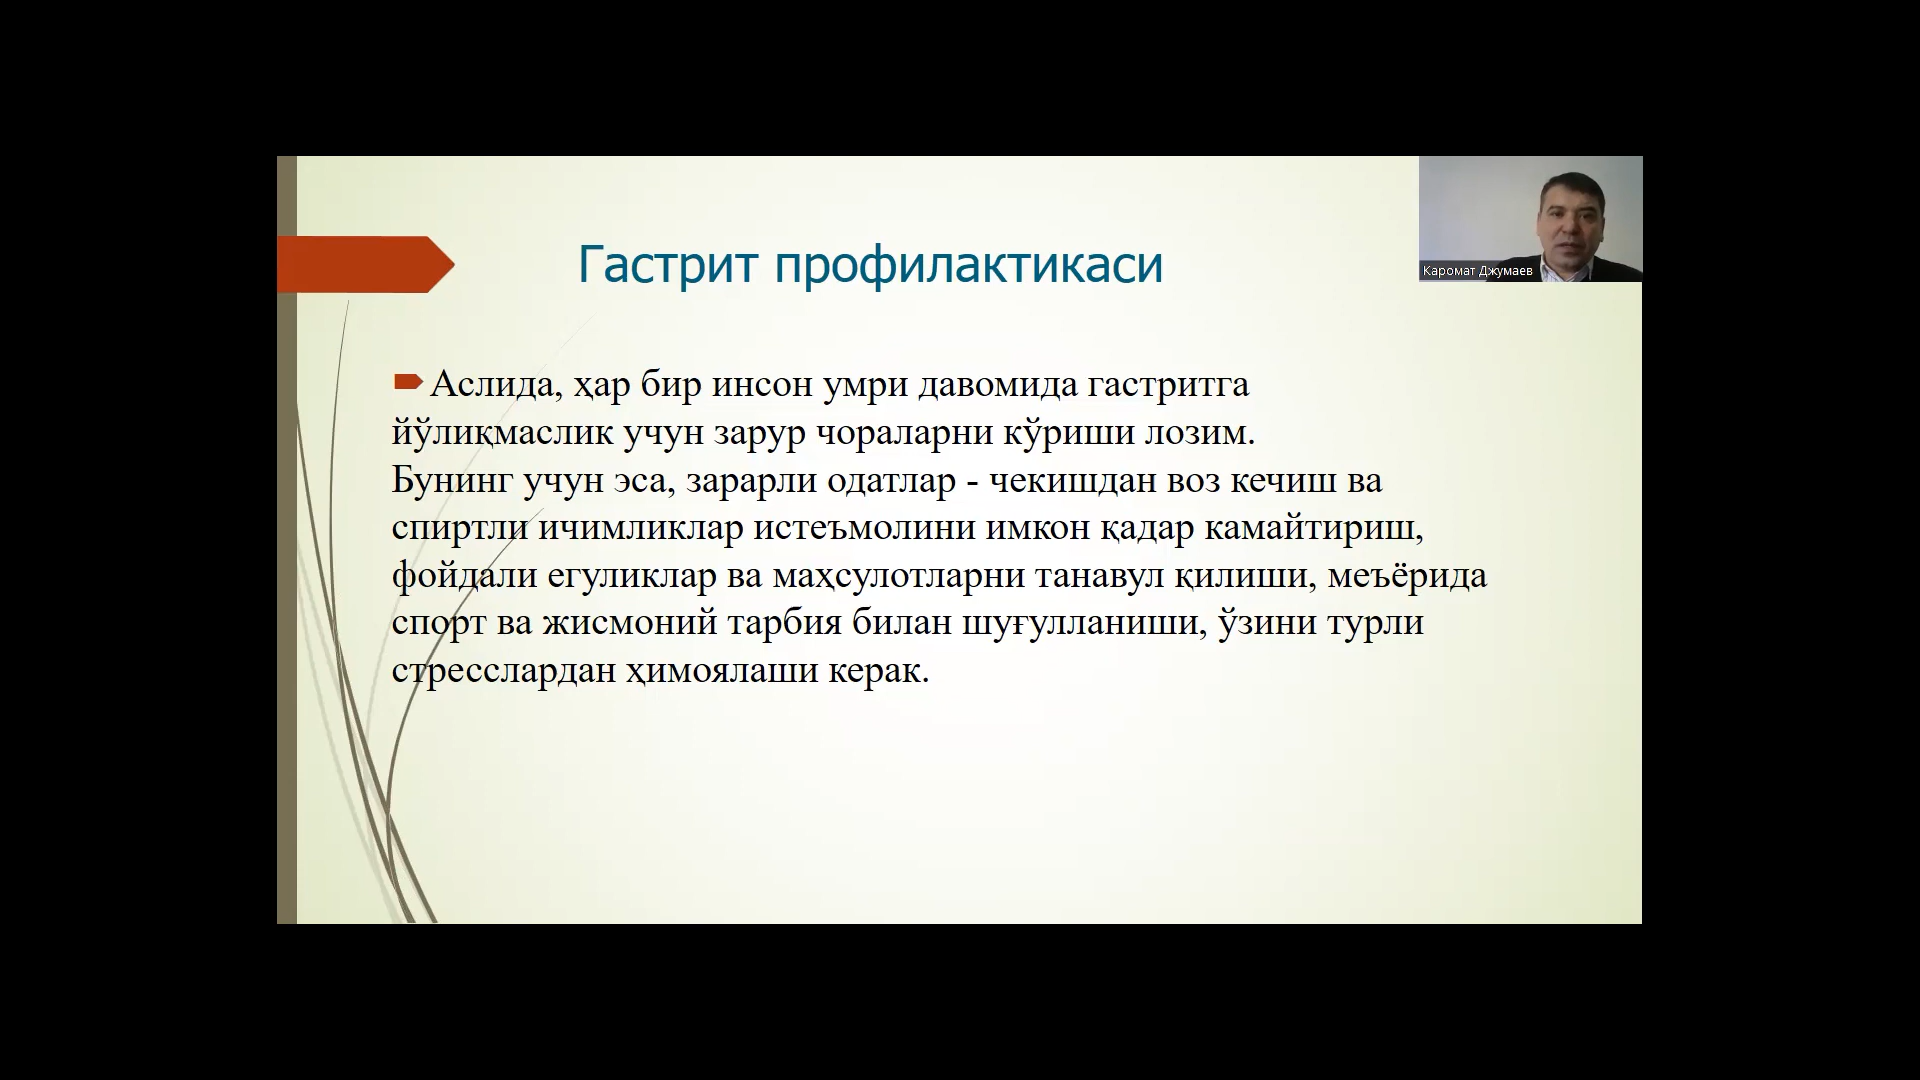 Гастрит профилактикаси
Каромат Джумаев
Аслида, ҳар бир инсон умри давомида гастритга
йўлиқмаслик учун зарур чораларни кўриши лозим.
Бунинг учун эса, зарарли одатлар - чекишдан воз кечиш ва
спиртли ичимликлар истеъмолини имкон қадар камайтириш,
фойдали егуликлар ва маҳсулотларни танавул қилиши, меъёрида
спорт ва жисмоний тарбия билан шуғулланиши, ўзини турли
стресслардан ҳимоялаши керак.